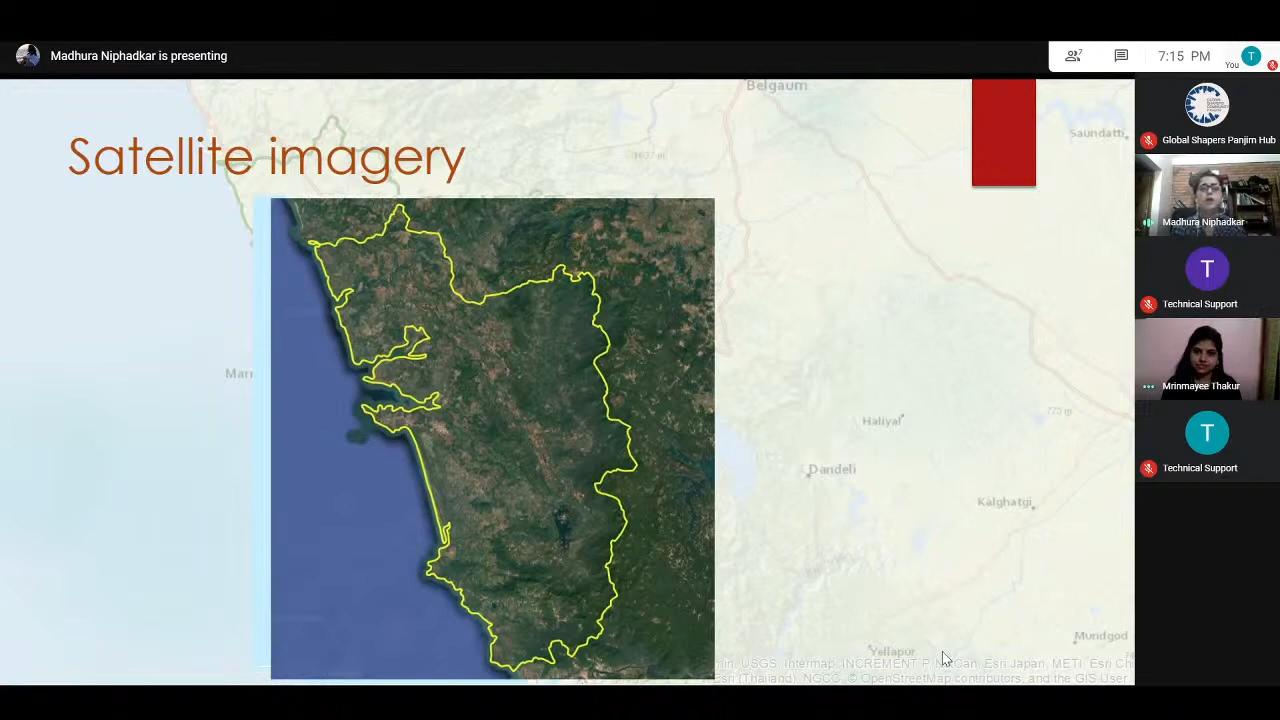 Madhura Niphadkar is presenting
7
7:15 PM
You
T
Belgaum
Satellite imagery
1037 m
Saundatti
Global Shapers Panjim Hub
Madhura Niphadkar
T
Technical Support
Mrinmayee Thakur
T
Technical Support
Haliyal
Dandeli
Kalghatgi
Mundgod
Yellapur
USGS, Intermap, INCREMENT P, Esri Japan, METI, Esri
Esri (Thailand), NGCC, © OpenStreetMap contributors, and the GIS User